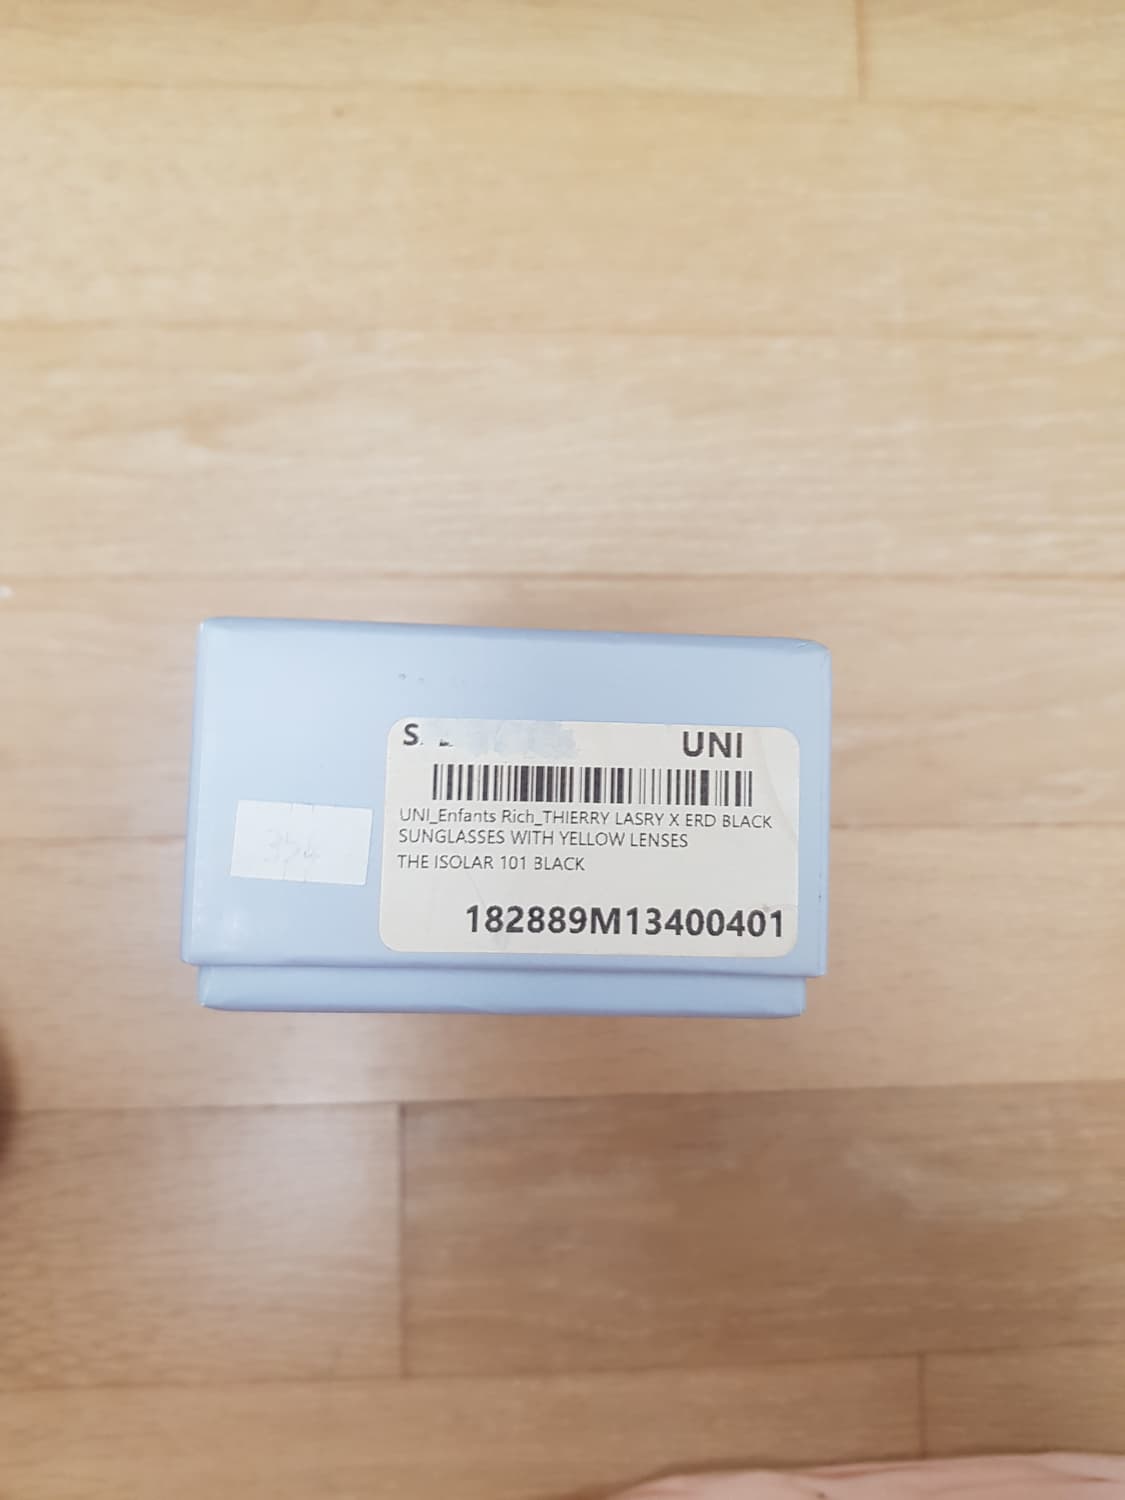 UNI
UNI_Enfants Rich_THIERRY LASRY X ERD BLACK
SUNGLASSES WITH YELLOW LENSES
THE ISOLAR 101 BLACK
182889M13400401